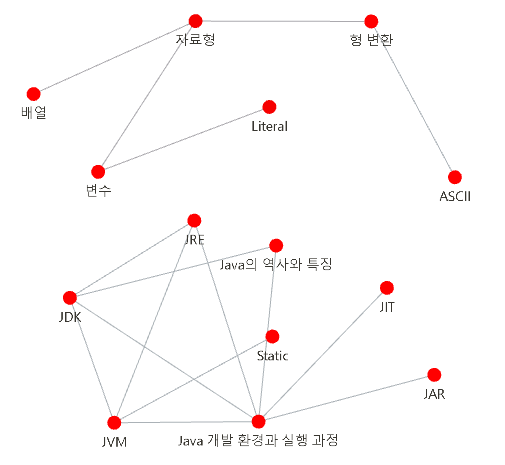 자료형
형 변환
배열
Literal
변수
ASCII
JRE
Java의 역사와 특징
JIT
JDK
Static
JAR
JVM
Java 개발 환경과 실행 과정